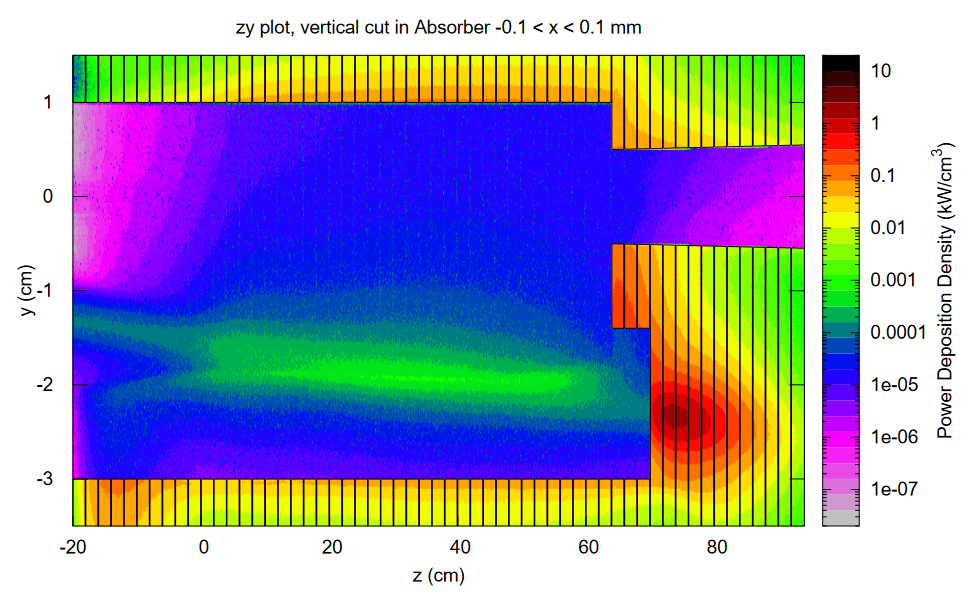 zy plot, vertical cut in Absorber -0.1 < x < 0.1 mm
1
0
-1
-2
-3
y (cm)
-20
0
20
40
60
80
z (cm)
10
1
0.1
0.01
0.001
0.0001
1e-05
1e-06
1e-07
Power Deposition Density (kW/cm³)